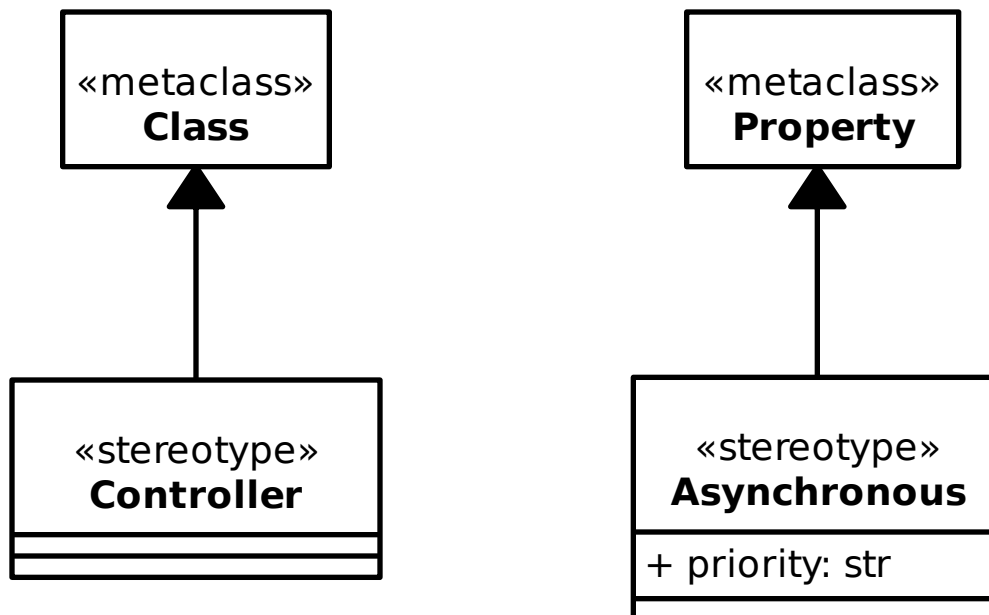 «metaclass»
Class
«metaclass»
Property
«stereotype»
Controller
«stereotype»
Asynchronous
+ priority: str